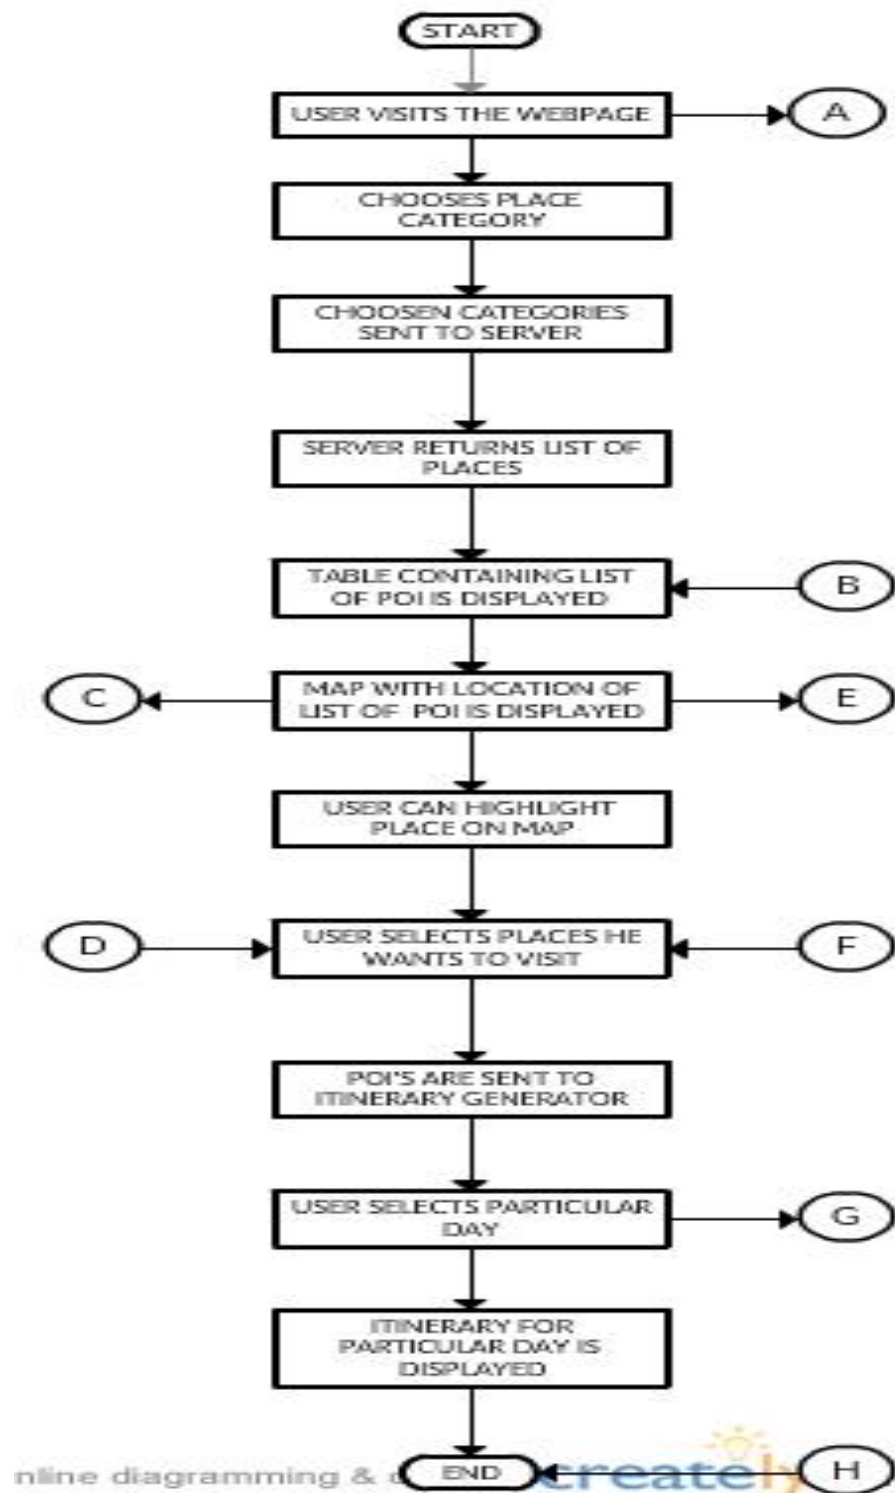 START
USER VISITS THE WEBPAGE
A
CHOOSES PLACE
CATEGORY
CHOOSEN CATEGORIES
SENT TO SERVER
SERVER RETURNS LIST OF
PLACES
TABLE CONTAINING LIST
OF POI IS DISPLAYED
B
C
MAP WITH LOCATION OF
LIST OF POI IS DISPLAYED
E
USER CAN HIGHLIGHT
PLACE ON MAP
D
USER SELECTS PLACES HE
WANTS TO VISIT
F
POI'S ARE SENT TO
ITINERARY GENERATOR
USER SELECTS PARTICULAR
DAY
G
ITINERARY FOR
PARTICULAR DAY IS
DISPLAYED
nline diagramming &
END
creately
H